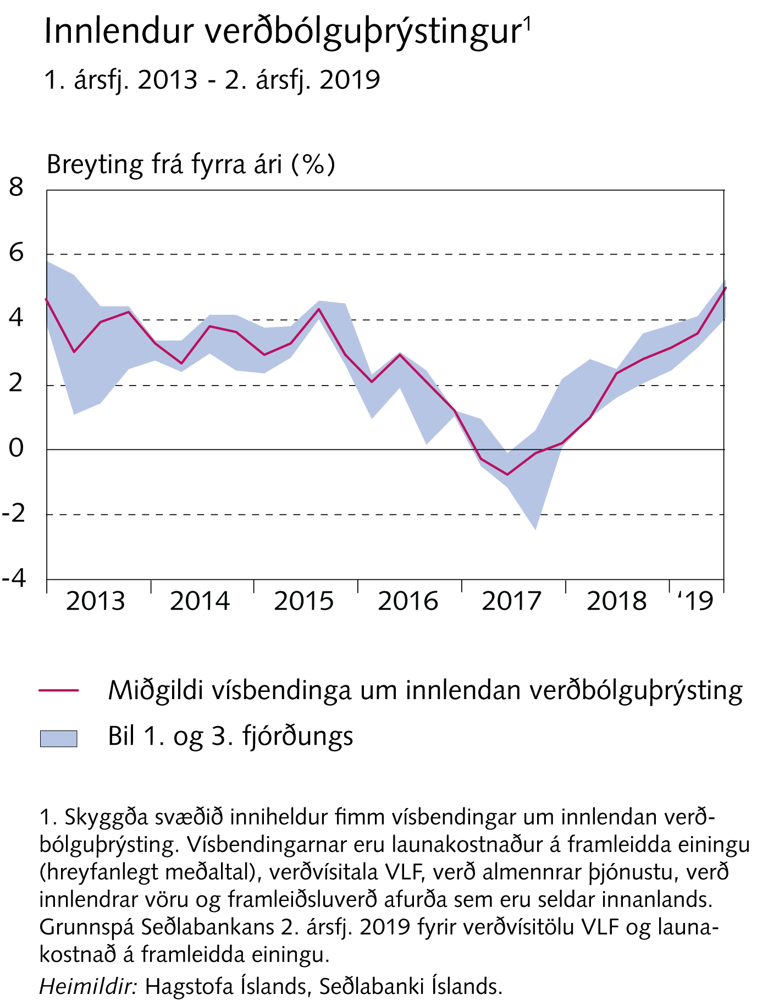 Innlendur verðbólguþrýstingur¹
1. ársfj. 2013 - 2. ársfj. 2019
Breyting frá fyrra ári (%)
8
6
4
2
0
-2
-4
2013 2014 2015 2016 2017 2018 ‘19
Miðgildi vísbendinga um innlendan verðbólguþrýsting
Bil 1. og 3. fjórðungs
1. Skyggða svæðið inniheldur fimm vísbendingar um innlendan verð-
bólguþrýsting. Vísbendingarnar eru launakostnaður á framleidda einingu
(hreyfanlegt meðaltal), verðvísitala VLF, verð almennrar þjónustu, verð
innlendrar vöru og framleiðsluverð afurða sem eru seldar innanlands.
Grunnspá Seðlabankans 2. ársfj. 2019 fyrir verðvísitölu VLF og launa-
kostnað á framleidda einingu.
Heimildir: Hagstofa Íslands, Seðlabanki Íslands.